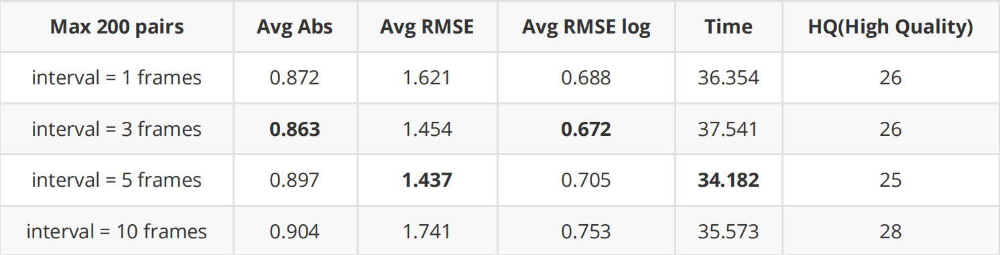 Max 200 pairs Avg Abs Avg RMSE Avg RMSE log Time HQ(High Quality)
interval = 1 frames 0.872 1.621 0.688 36.354 26
interval = 3 frames 0.863 1.454 0.672 37.541 26
interval = 5 frames 0.897 1.437 0.705 34.182 25
interval = 10 frames 0.904 1.741 0.753 35.573 28